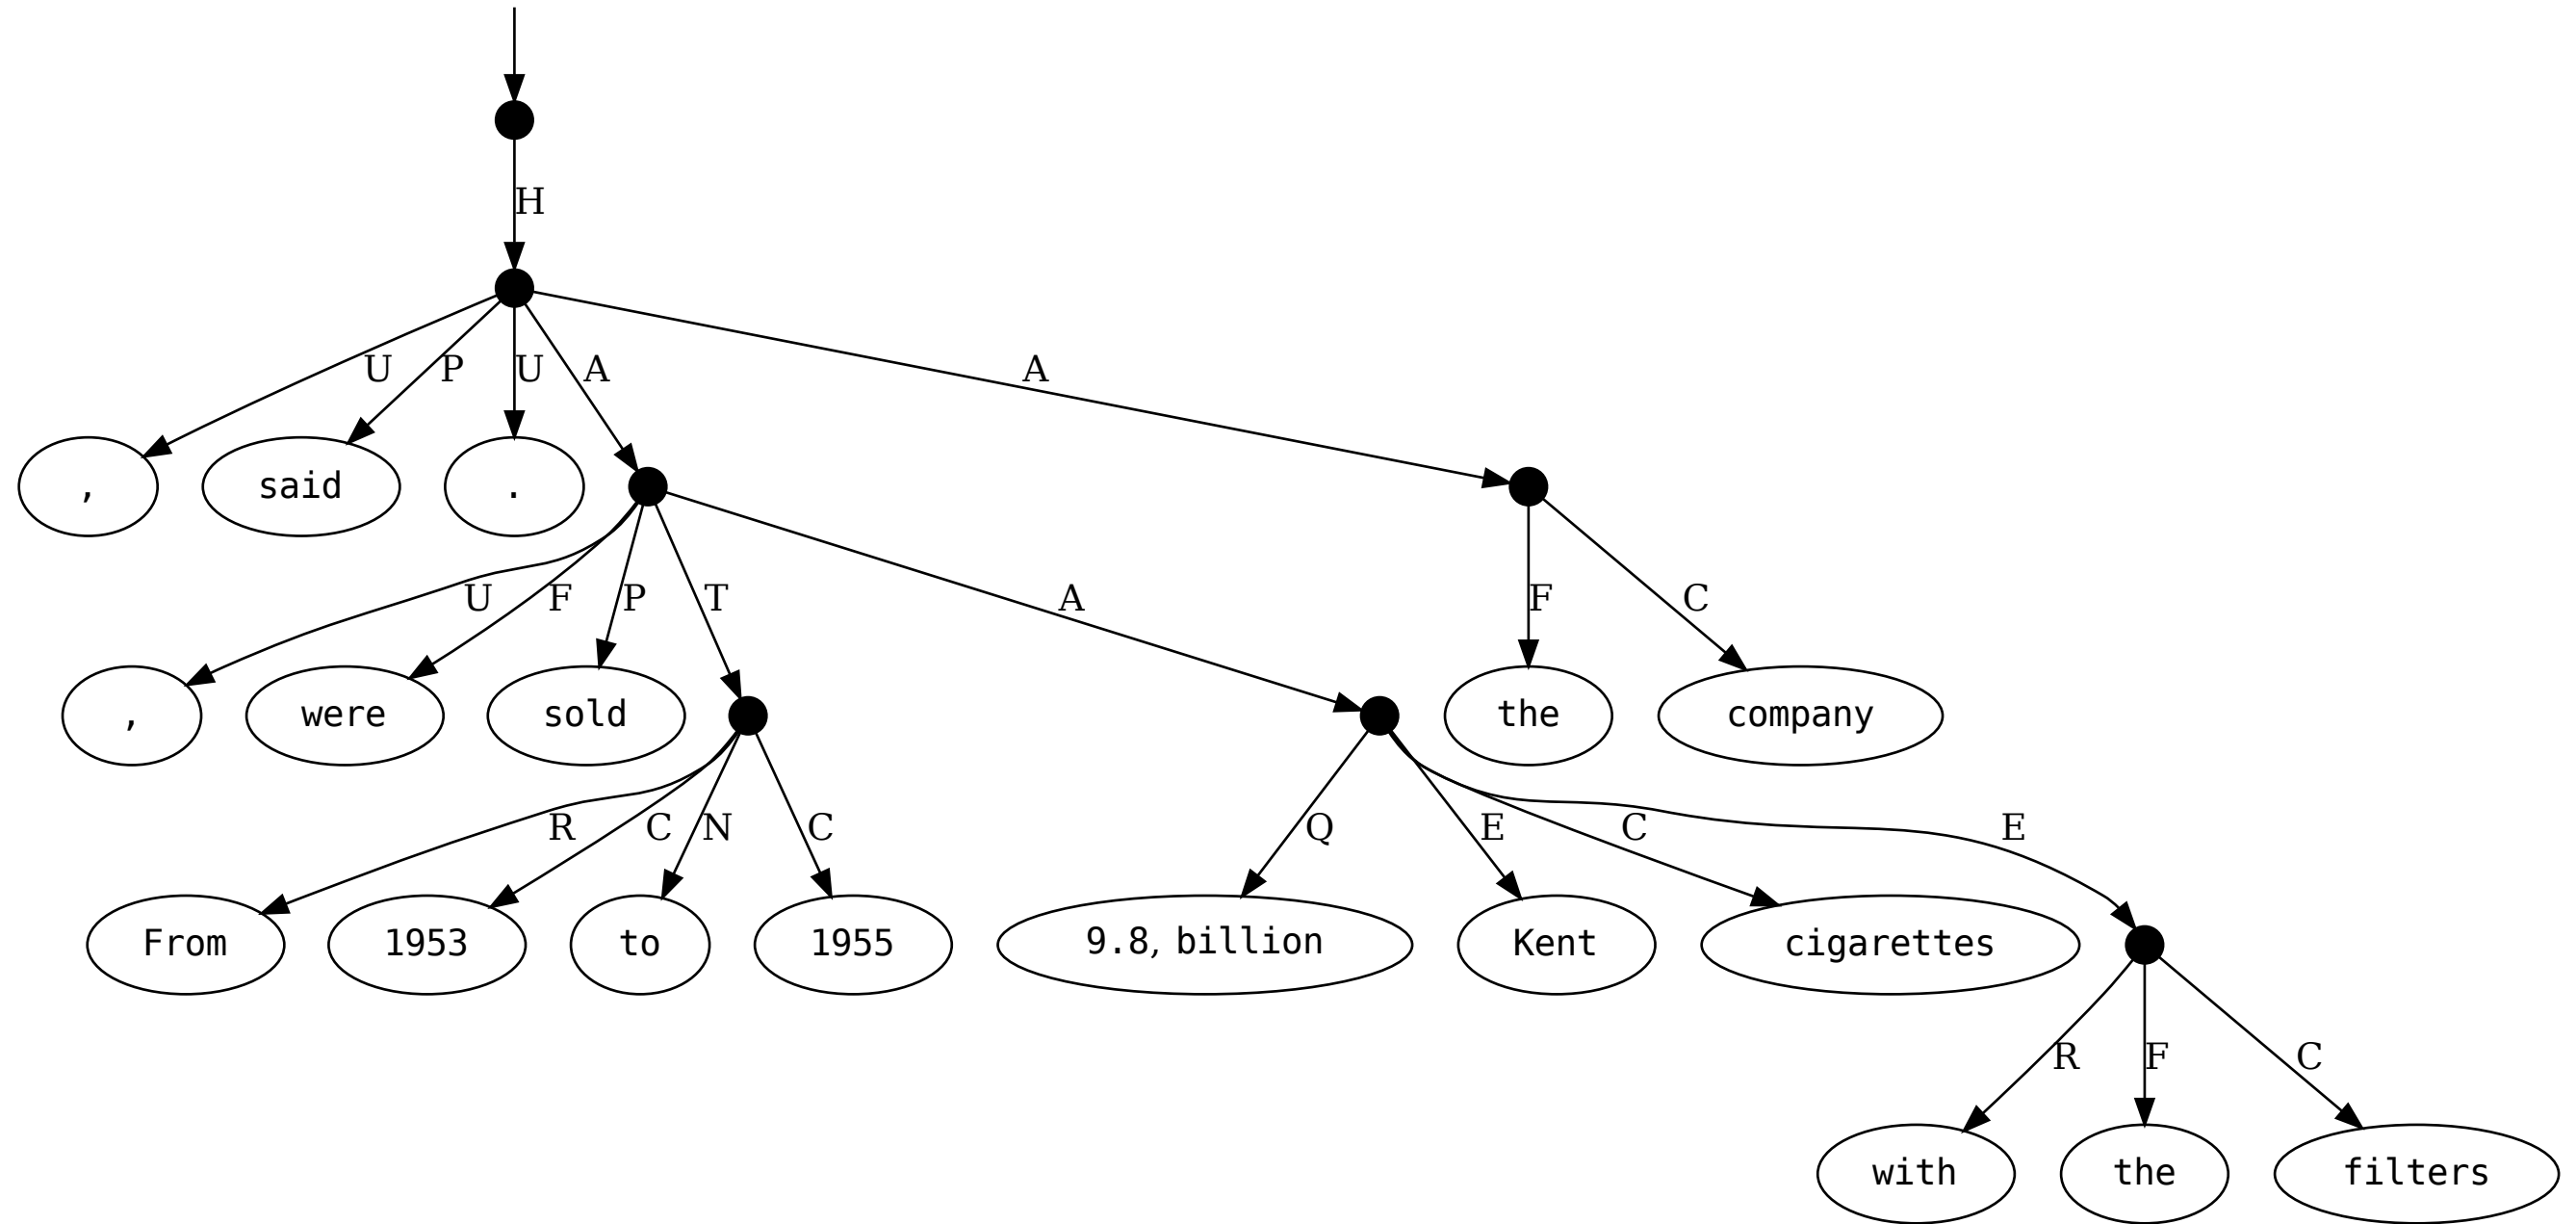 H
U P U A A
, said .
U F P T A F C
, were sold the company
R C N C Q E C E
From 1953 to 1955 9.8, billion Kent cigarettes
R F C
with the filters